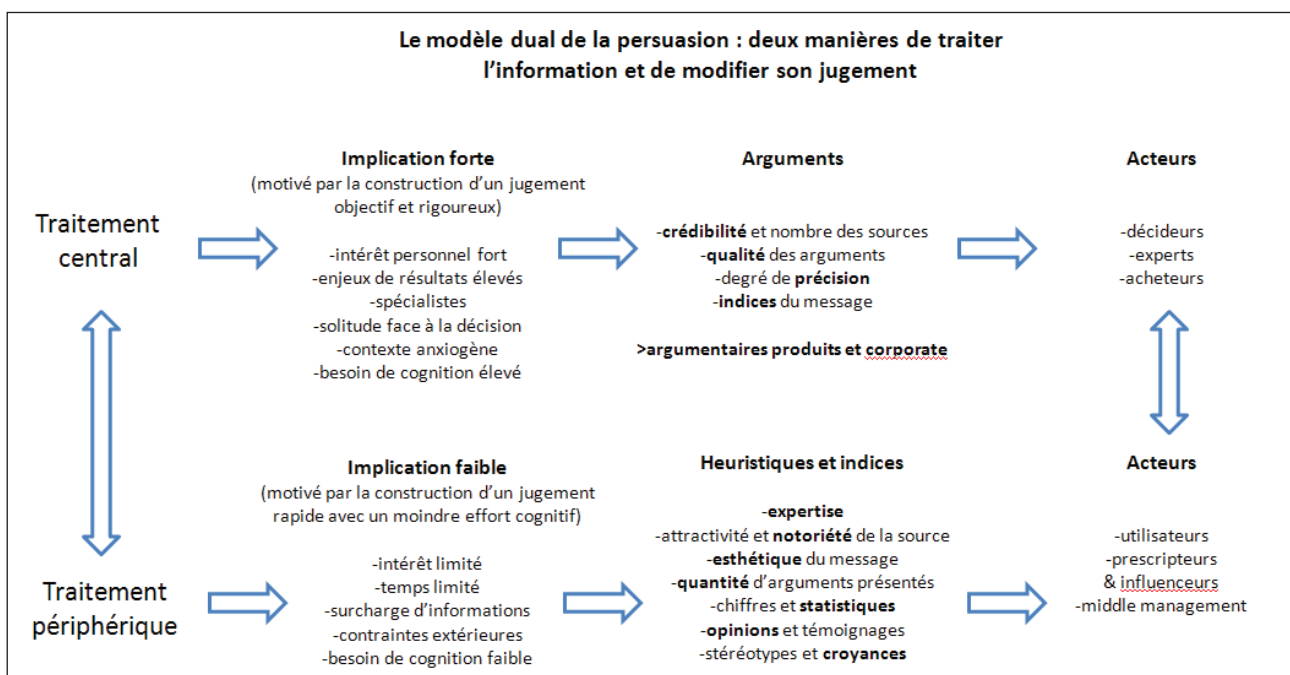 Le modèle dual de la persuasion : deux manières de traiter
l’information et de modifier son jugement
Traitement
central
Implication forte
(motivé par la construction d’un jugement
objectif et rigoureux)
-intérêt personnel fort
-enjeux de résultats élevés
-spécialistes
-solitude face à la décision
-contexte anxiogène
-besoin de cognition élevé
Arguments
-crédibilité et nombre des sources
-qualité des arguments
-degré de précision
-indices du message
>argumentaires produits et corporate
Acteurs
-décideurs
-experts
-acheteurs
Traitement
périphérique
Implication faible
(motivé par la construction d’un jugement
rapide avec un moindre effort cognitif)
-intérêt limité
-temps limité
-surcharge d’informations
-contraintes extérieures
-besoin de cognition faible
Heuristiques et indices
-expertise
-attractivité et notoriété de la source
-esthétique du message
-quantité d’arguments présentés
-chiffres et statistiques
-opinions et témoignages
-stéréotypes et croyances
Acteurs
-utilisateurs
-prescripteurs
& influenceurs
-middle management